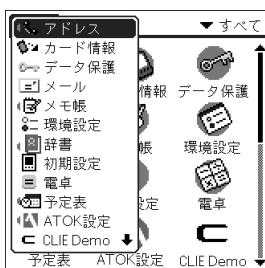 アドレス
▼すべて
カード情報
データ保護
メール
メモ帳
環境設定
辞書
初期設定
電卓
予定表
ATOK設定
CLIE Demo
情報
データ保護
帳
環境設定
定
電卓
予定表
ATOK設定
CLIE Demo